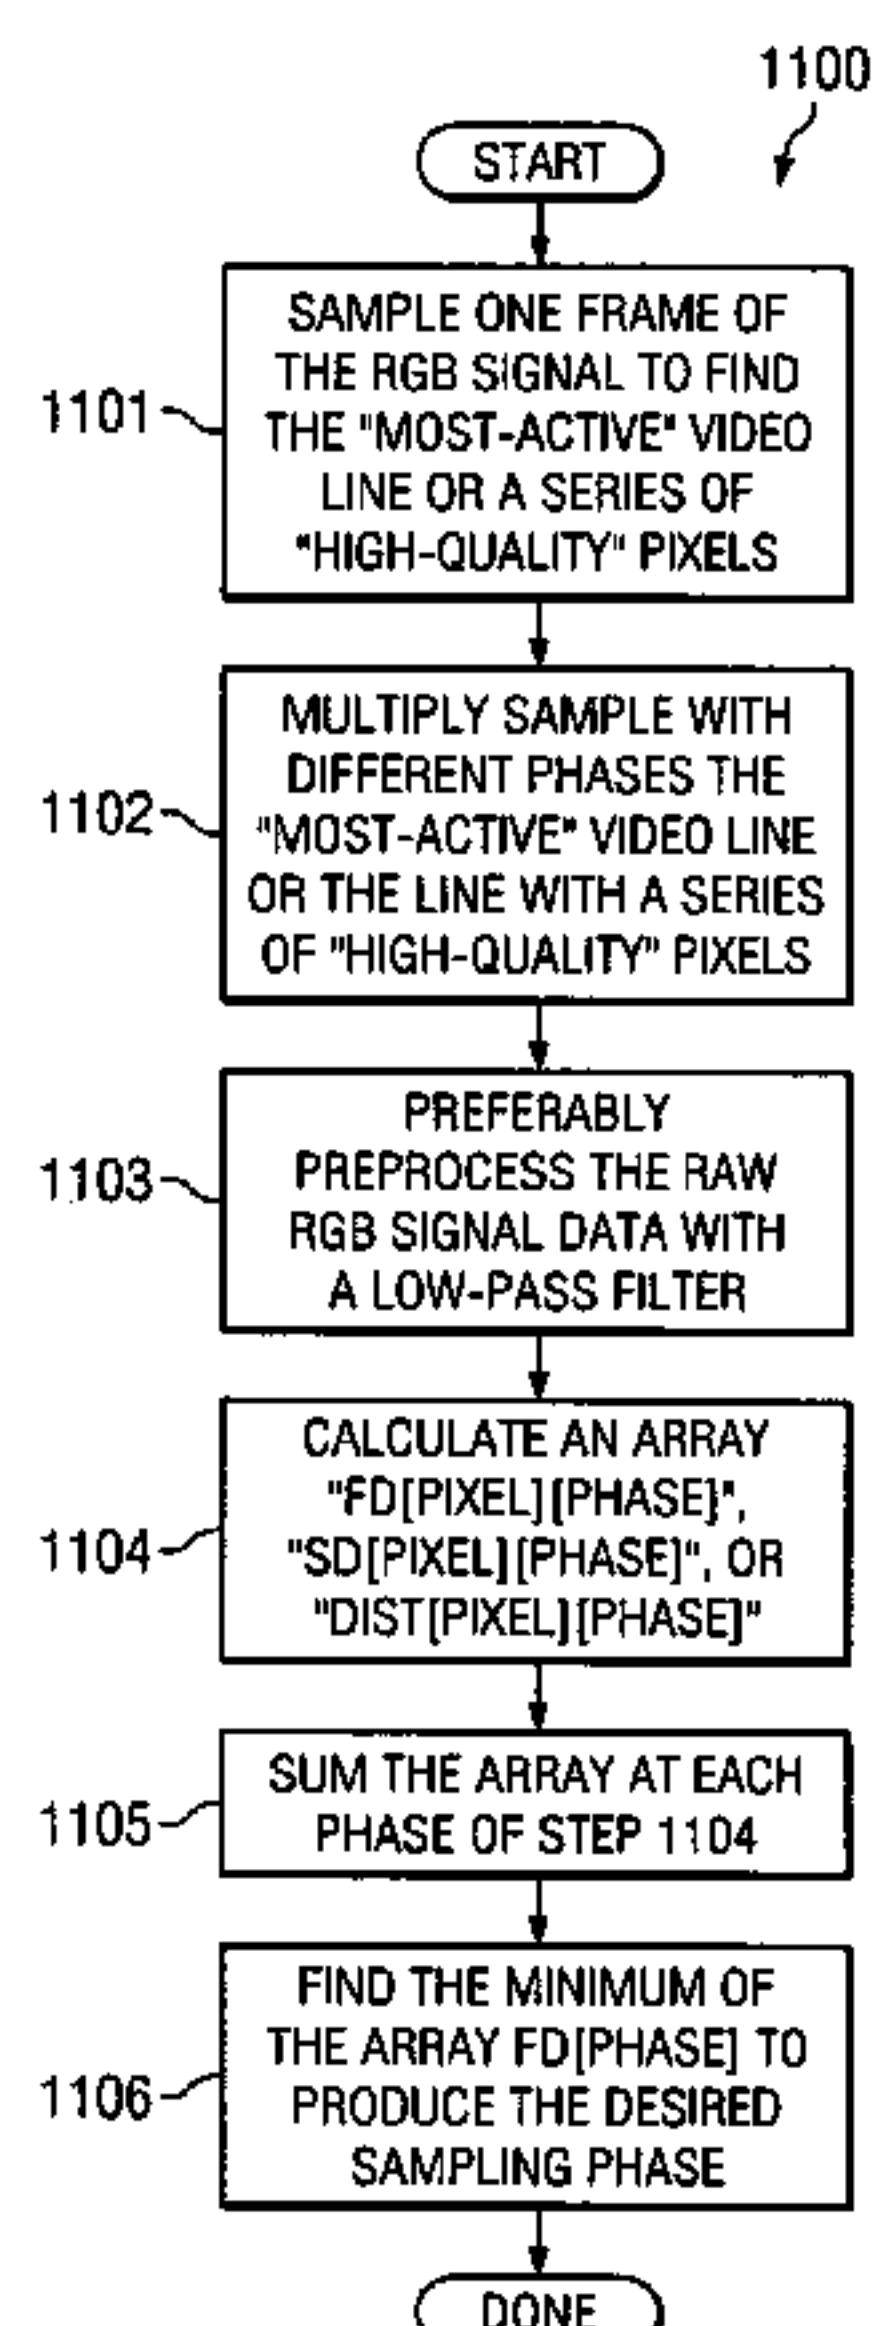 1100
START
1101
SAMPLE ONE FRAME OF
THE RGB SIGNAL TO FIND
THE "MOST-ACTIVE" VIDEO
LINE OR A SERIES OF
"HIGH-QUALITY" PIXELS
1102
MULTIPLY SAMPLE WITH
DIFFERENT PHASES THE
"MOST-ACTIVE" VIDEO LINE
OR THE LINE WITH A SERIES
OF "HIGH-QUALITY" PIXELS
1103
PREFERABLY
PREPROCESS THE RAW
RGB SIGNAL DATA WITH
A LOW-PASS FILTER
1104
CALCULATE AN ARRAY
"FD[PIXEL][PHASE]",
"SD[PIXEL][PHASE]", OR
"DIST[PIXEL][PHASE]"
1105
SUM THE ARRAY AT EACH
PHASE OF STEP 1104
1106
FIND THE MINIMUM OF
THE ARRAY FD[PHASE] TO
PRODUCE THE DESIRED
SAMPLING PHASE
DONE